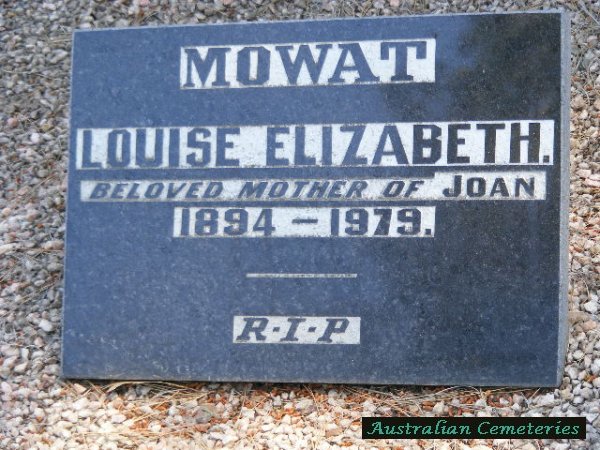 MOWAT
LOUISE ELIZABETH.
BELOVED MOTHER OF JOAN
1894 - 1979.
R-I-P
Australian Cemeteries